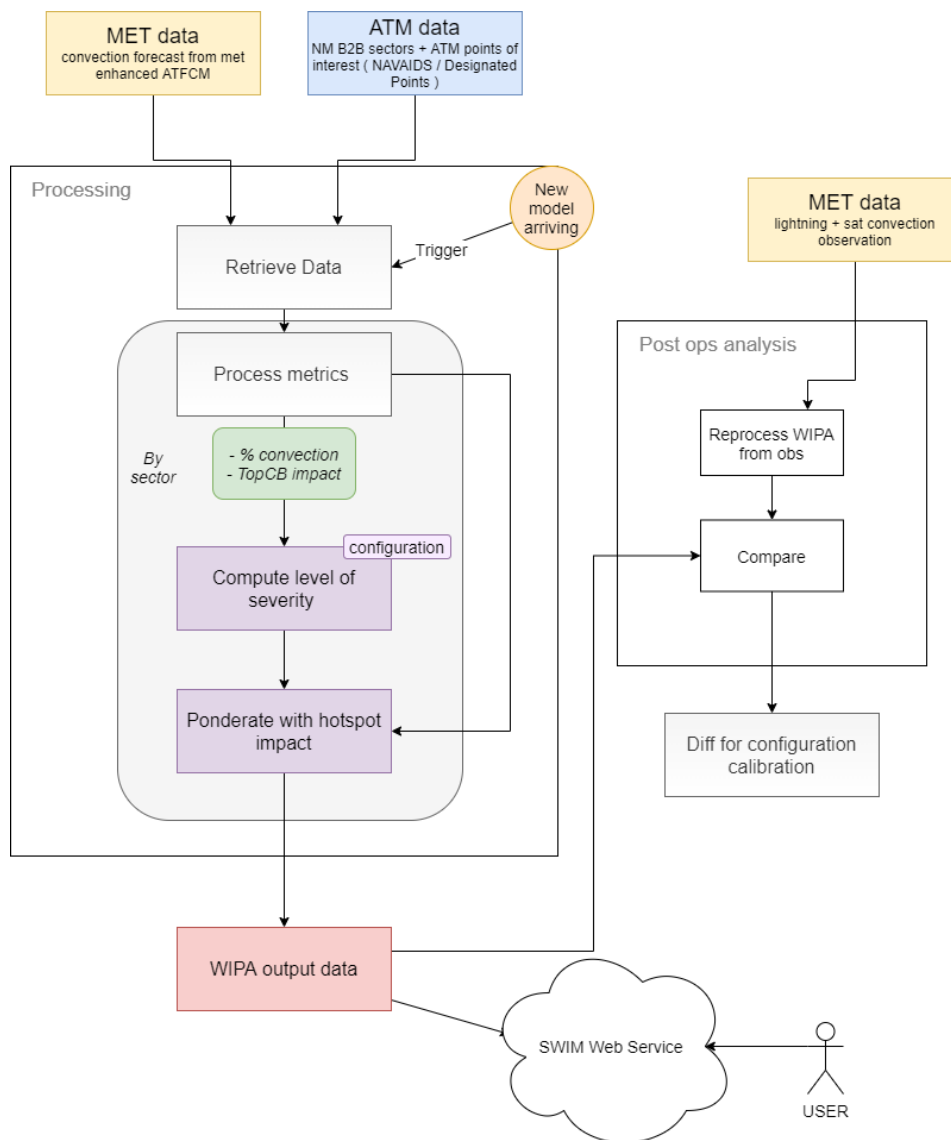 MET data
convection forecast from met
enhanced ATFCM
ATM data
NM B2B sectors + ATM points of
interest ( NAVAIDS / Designated
Points )
Processing
New
model
arriving
Trigger
Retrieve Data
MET data
lightning + sat convection
observation
Post ops analysis
Process metrics
By
sector
- % convection
- TopCB impact
Reprocess WIPA
from obs
configuration
Compute level of
severity
Compare
Ponderate with hotspot
impact
Diff for configuration
calibration
WIPA output data
SWIM Web Service
USER